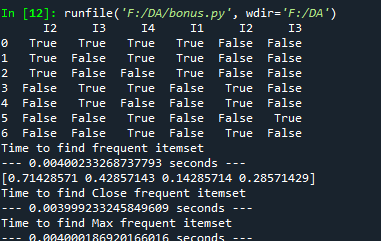 In [12]: runfile('F:/DA/bonus.py', wdir='F:/DA')
I2 I3 I4 I1 I2 I3
0 True True True True False False
1 True False True True False False
2 True False False True True False
3 False True False False True False
4 False True False False True False
5 False True False False False True
6 False True False False True False
Time to find frequent itemset
--- 0.00400233268737793 seconds ---
[0.71428571 0.42857143 0.14285714 0.28571429]
Time to find Close frequent itemset
--- 0.003999233245849609 seconds ---
Time to find Max frequent itemset
--- 0.004000186920166016 seconds ---